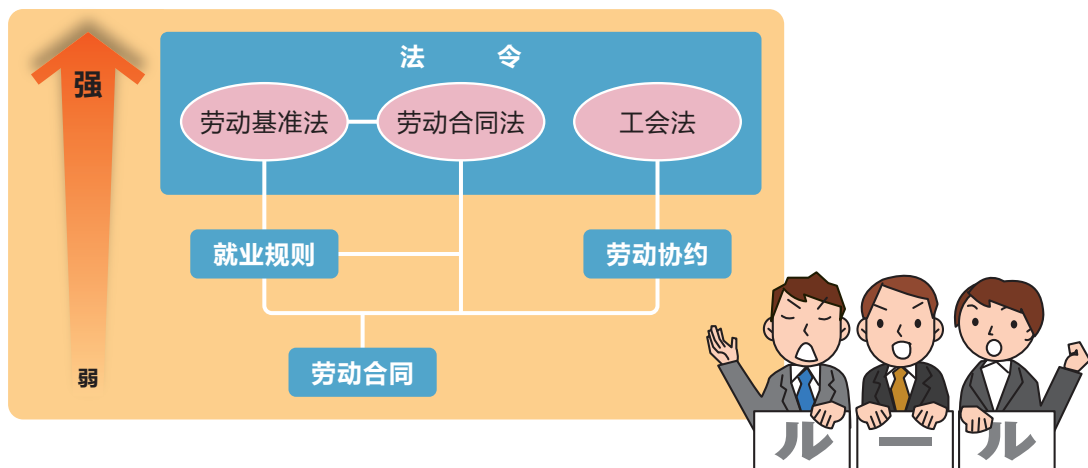 强
法 令
劳动基准法
劳动合同法
工会法
就业规则
劳动协约
劳动合同
弱
ルール